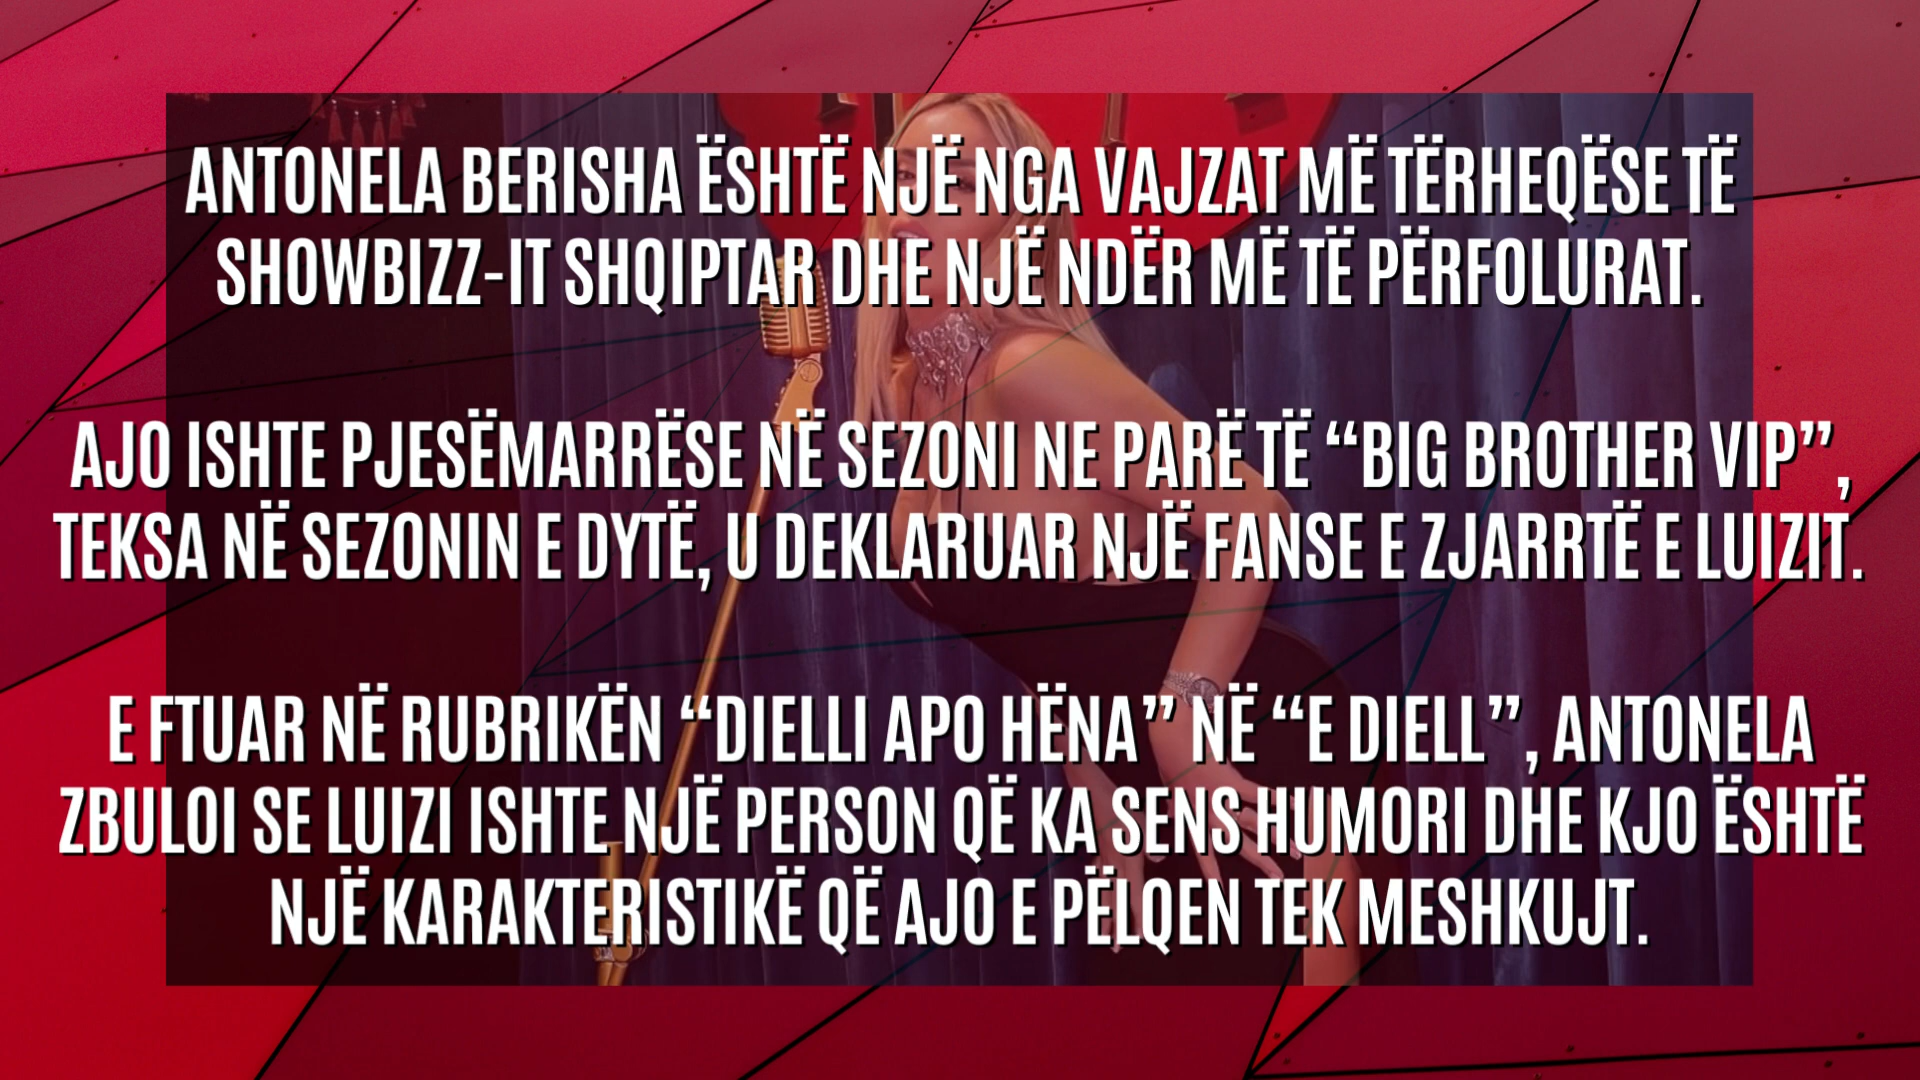 ANTONELA BERISHA ËSHTË NJË NGA VAJZAT MË TËRHEQËSE TË
SHOWBIZZ-IT SHQIPTAR DHE NJË NDËR MË TË PËRFOLURAT.
AJO ISHTE PJESËMARRËSE NË SEZONI NE PARË TË “BIG BROTHER VIP”,
TEKSA NË SEZONIN E DYTË, U DEKLARUAR NJË FANSE E ZJARRTË E LUIZIT.
E FTUAR NË RUBRIKËN “DIELLI APO HËNA” NË “E DIELL”, ANTONELA
ZBULOI SE LUIZI ISHTE NJË PERSON QË KA SENS HUMORI DHE KJO ËSHTË
NJË KARAKTERISTIKË QË AJO E PËLQEN TEK MESHKUJT.